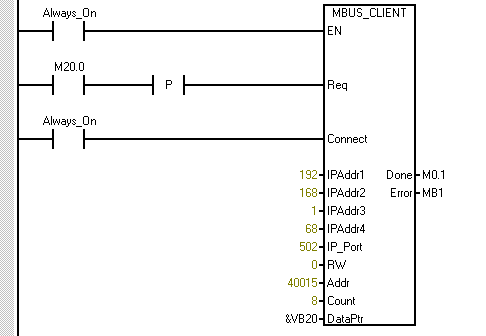 Always_On MBUS_CLIENT
EN
M20.0
P Req
Always_On
Connect
192 IPAddr1 Done M0.1
168 IPAddr2 Error MB1
1 IPAddr3
68 IPAddr4
502 IP_Port
0 RW
40015 Addr
8 Count
&VB20 DataPtr